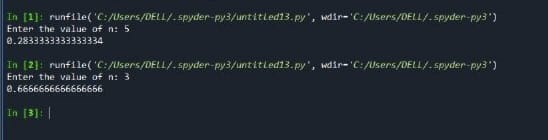 In [1]: runfile('C:/Users/DELL/.spyder-py3/untitled13.py', wdir='C:/Users/DELL/.spyder-py3')
Enter the value of n: 5
0.2833333333333334
In [2]: runfile('C:/Users/DELL/.spyder-py3/untitled13.py', wdir='C:/Users/DELL/.spyder-py3')
Enter the value of n: 3
0.6666666666666666
In [3]: